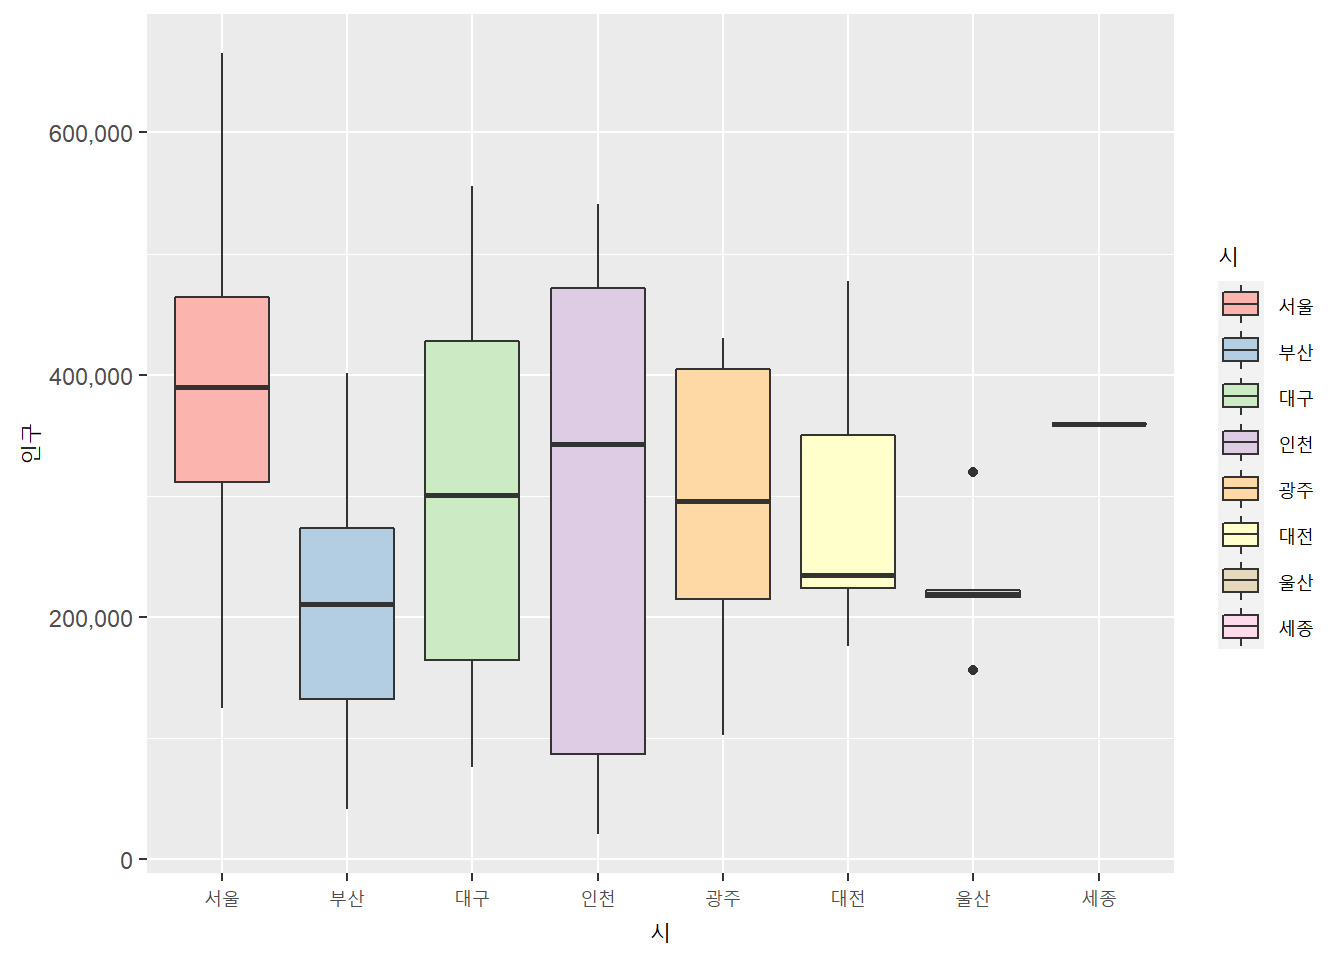 인구
600,000
400,000
200,000
0
서울 부산 대구 인천 광주 대전 울산 세종
시
시
서울
부산
대구
인천
광주
대전
울산
세종